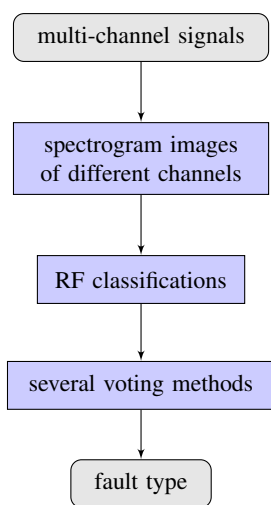 multi-channel signals
spectrogram images
of different channels
RF classifications
several voting methods
fault type